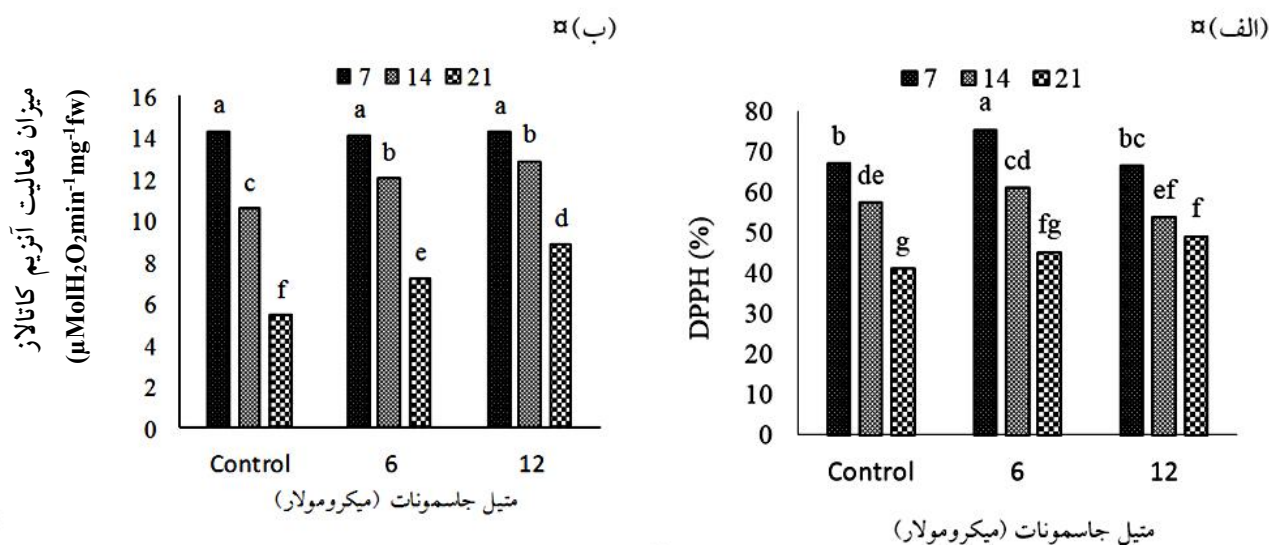 (الف) ¤
7 14 21
80
70
60
50
40
30
20
10
0
DPPH (%)
b de g
a cd fg
bc ef f
Control 6 12
متیل جاسمونات (میکرومولار)
(ب) ¤
7 14 21
16
14
12
10
8
6
4
2
0
میزان فعالیت آنزیم کاتالاز
(µMolH₂O₂min⁻¹mg⁻¹fw)
a c f
a b e
a b d
Control 6 12
متیل جاسمونات (میکرومولار)